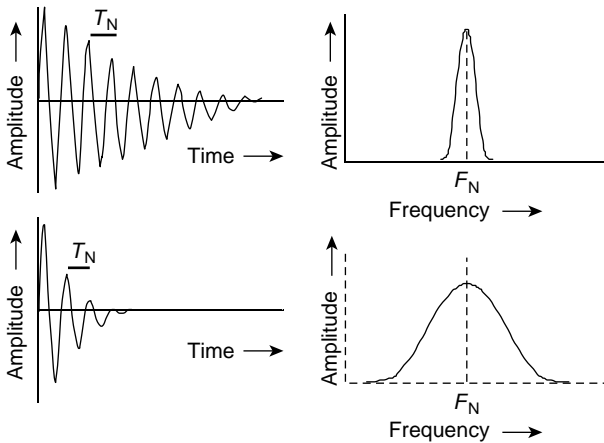 Amplitude →
T_N
Time →
Amplitude →
F_N
Frequency →
Amplitude →
T_N
Time →
Amplitude →
F_N
Frequency →